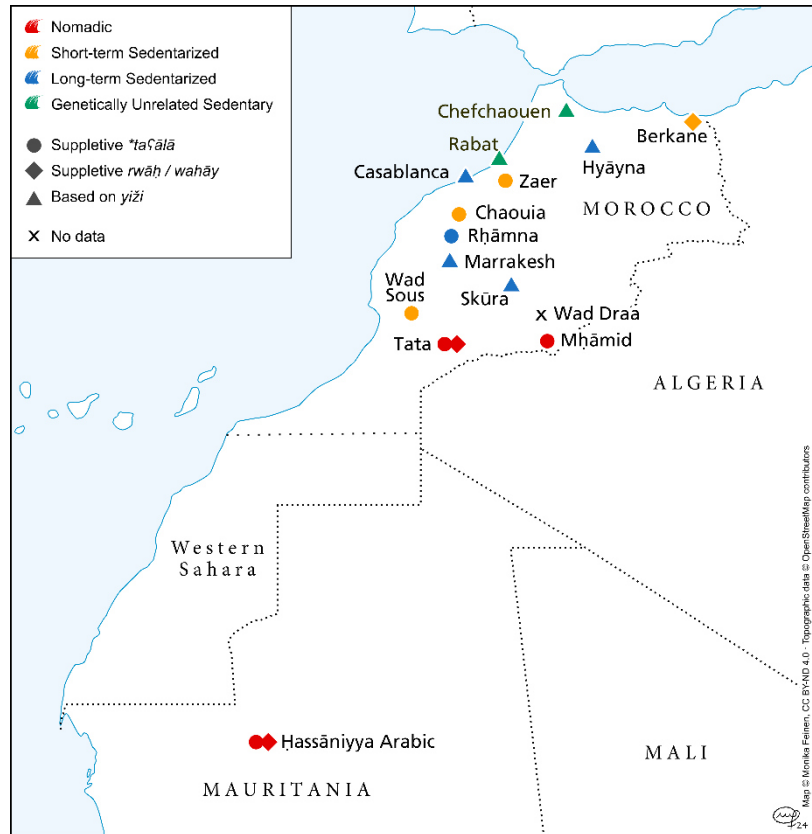 Nomadic
Short-term Sedentarized
Long-term Sedentarized
Genetically Unrelated Sedentary
Suppletive *taʕālā
Suppletive rwāḥ / wahāy
Based on yiži
x No data
Chefchaouen
Berkane
Rabat
Hyāyna
Casablanca
Zaer
MOROCCO
Chaouia
Rḥāmna
Marrakesh
Wad
Sous
Skūra
x Wad Draa
Tata
Mḥāmid
ALGERIA
Western
Sahara
Ḥassāniyya Arabic
MALI
MAURITANIA
Map © Monika Feinen, CC BY-ND 4.0 · Topographic data © OpenStreetMap contributors
24